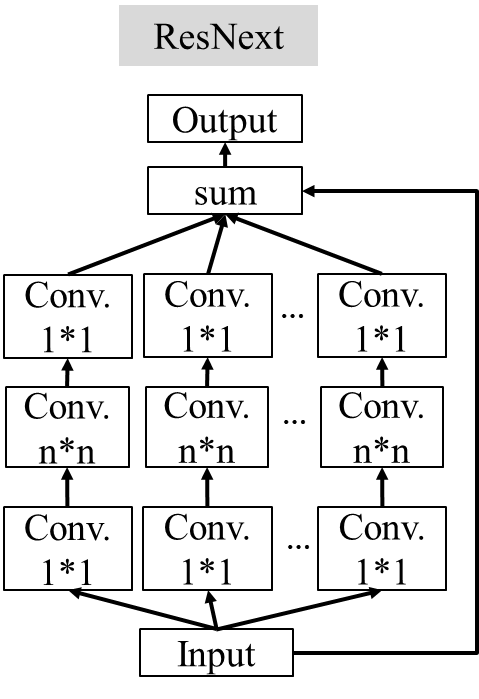 ResNext
Output
sum
Conv. Conv. ... Conv.
1*1 1*1 1*1
Conv. Conv. ... Conv.
n*n n*n n*n
Conv. Conv. ... Conv.
1*1 1*1 1*1
Input